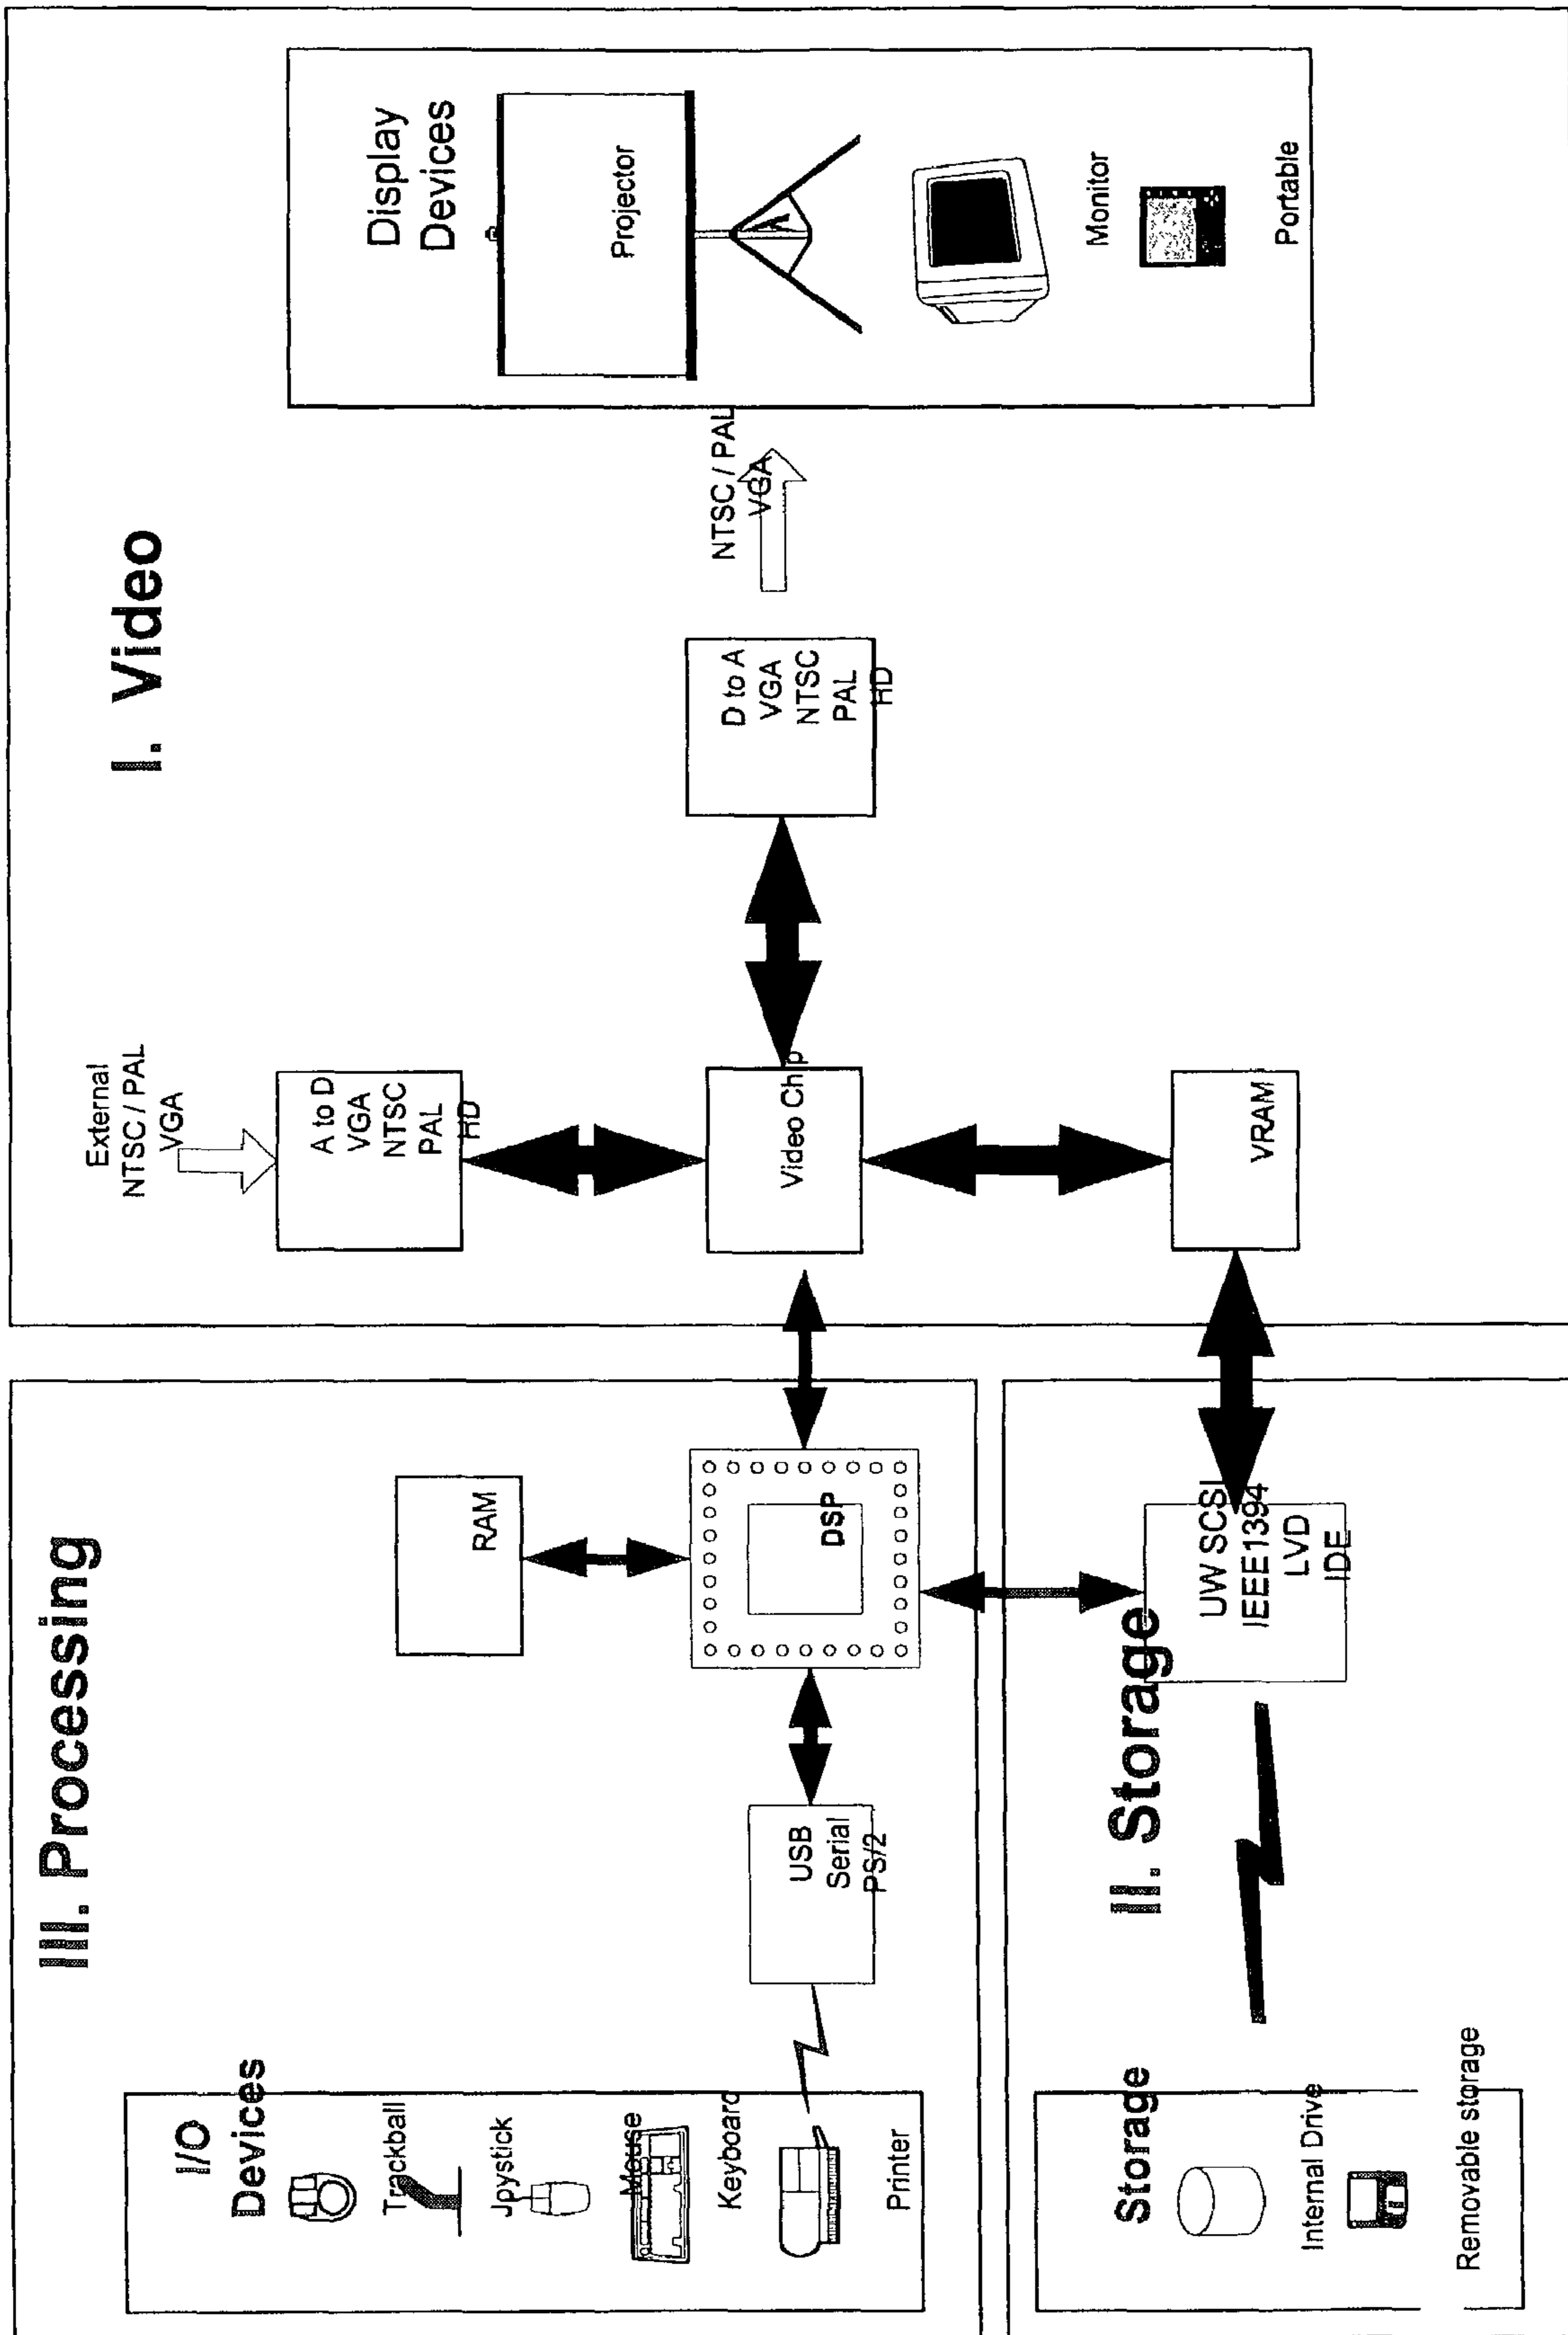 III. Processing
I/O
Devices
Trackball
Jpystick
Mouse
Keyboard
Printer
USB
Serial
PS/2
RAM
DSP
II. Storage
Storage
Internal Drive
Removable storage
UW SCSI
IEEE1394
LVD
IDE
I. Video
External
NTSC / PAL
VGA
A to D
VGA
NTSC
PAL
HD
Video Chip
VRAM
D to A
VGA
NTSC
PAL
HD
NTSC / PAL
VGA
Display
Devices
Projector
Monitor
Portable